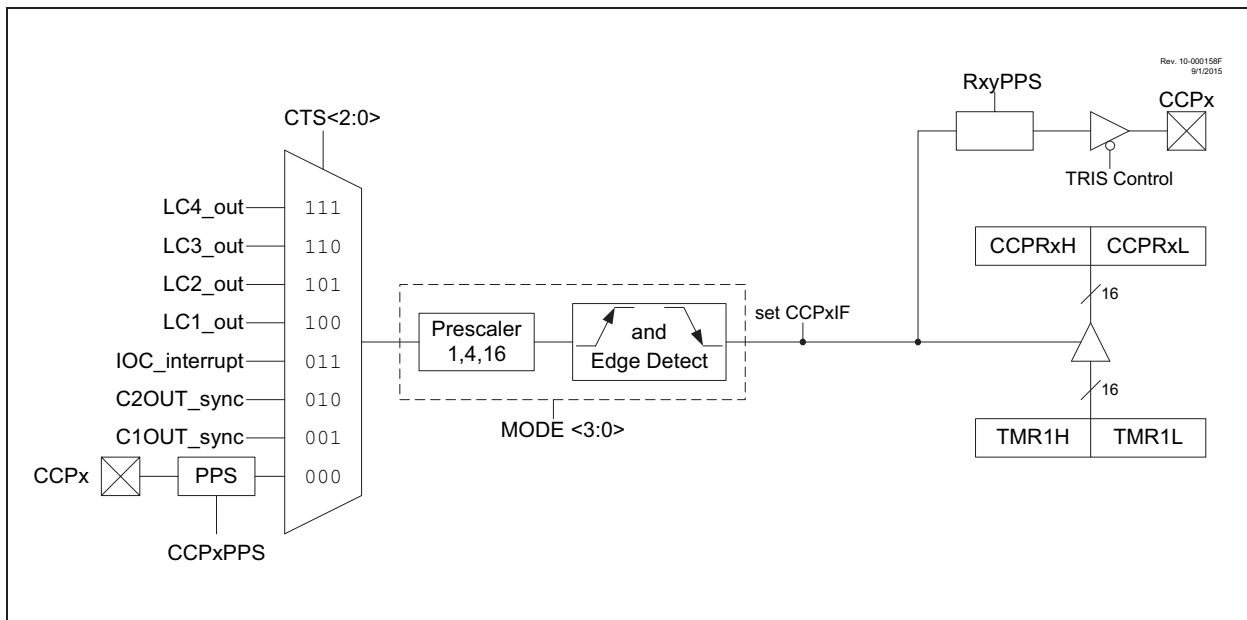 Rev. 10-000158F
9/1/2015
RxyPPS
CCPx
CTS<2:0>
TRIS Control
LC4_out 111
LC3_out 110
LC2_out 101
LC1_out 100
IOC_interrupt 011
C2OUT_sync 010
C1OUT_sync 001
CCPx PPS 000
CCPxPPS
Prescaler
1,4,16
and
Edge Detect
MODE <3:0>
set CCPxIF
CCPRxH CCPRxL
16
16
TMR1H TMR1L